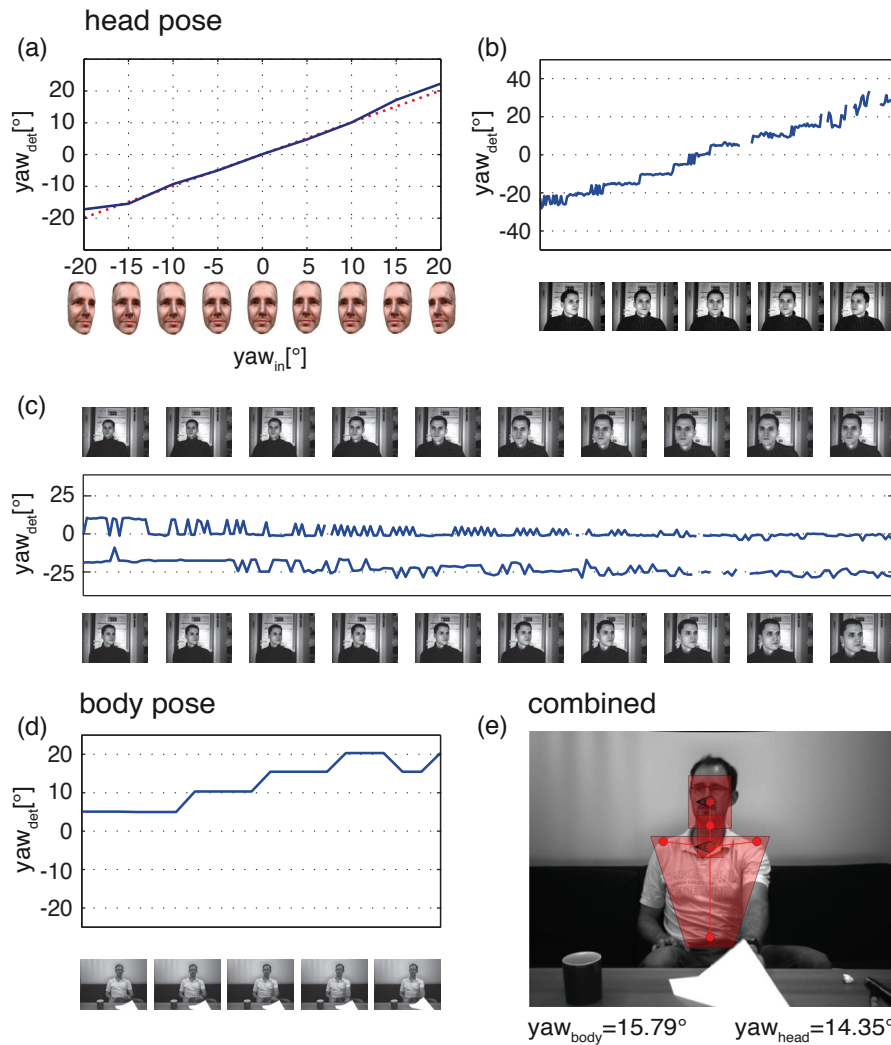 head pose
(a)
yaw_det[°]
20
10
0
-10
-20
-20 -15 -10 -5 0 5 10 15 20
yaw_in[°]
(b)
yaw_det[°]
40
20
0
-20
-40
(c)
yaw_det[°]
25
0
-25
body pose
(d)
yaw_det[°]
20
10
0
-10
-20
combined
(e)
yaw_body=15.79° yaw_head=14.35°